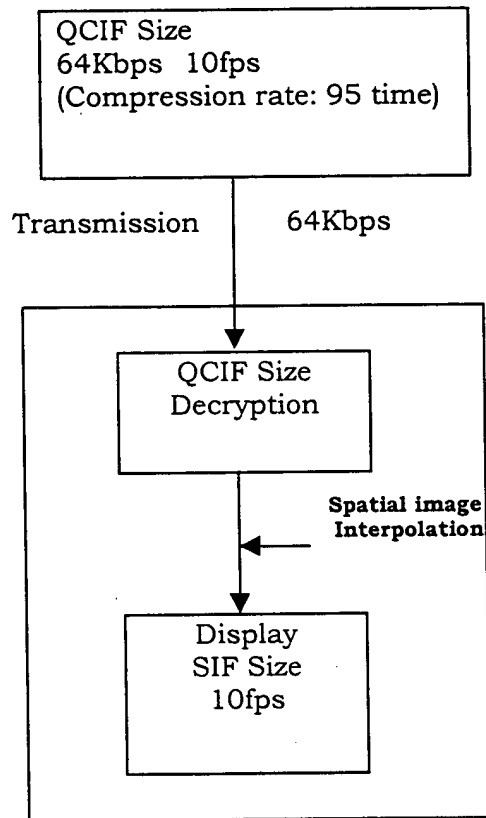 QCIF Size
64Kbps 10fps
(Compression rate: 95 time)
Transmission 64Kbps
QCIF Size
Decryption
Spatial image
Interpolation
Display
SIF Size
10fps